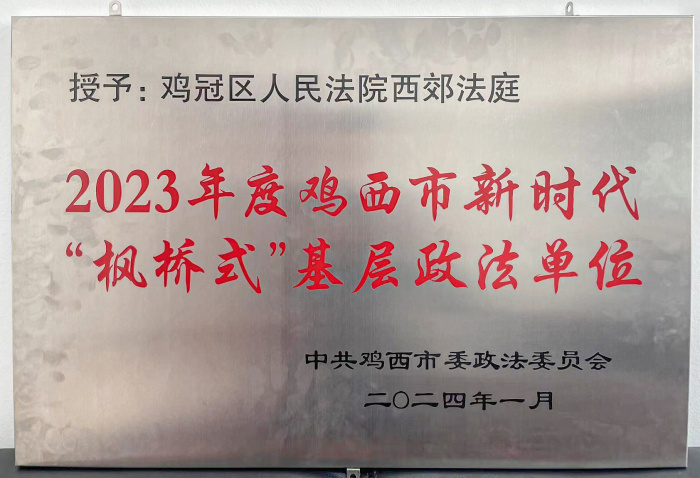 授予：鸡冠区人民法院西郊法庭
2023年度鸡西市新时代
“枫桥式”基层政法单位
中共鸡西市委政法委员会
二〇二四年一月